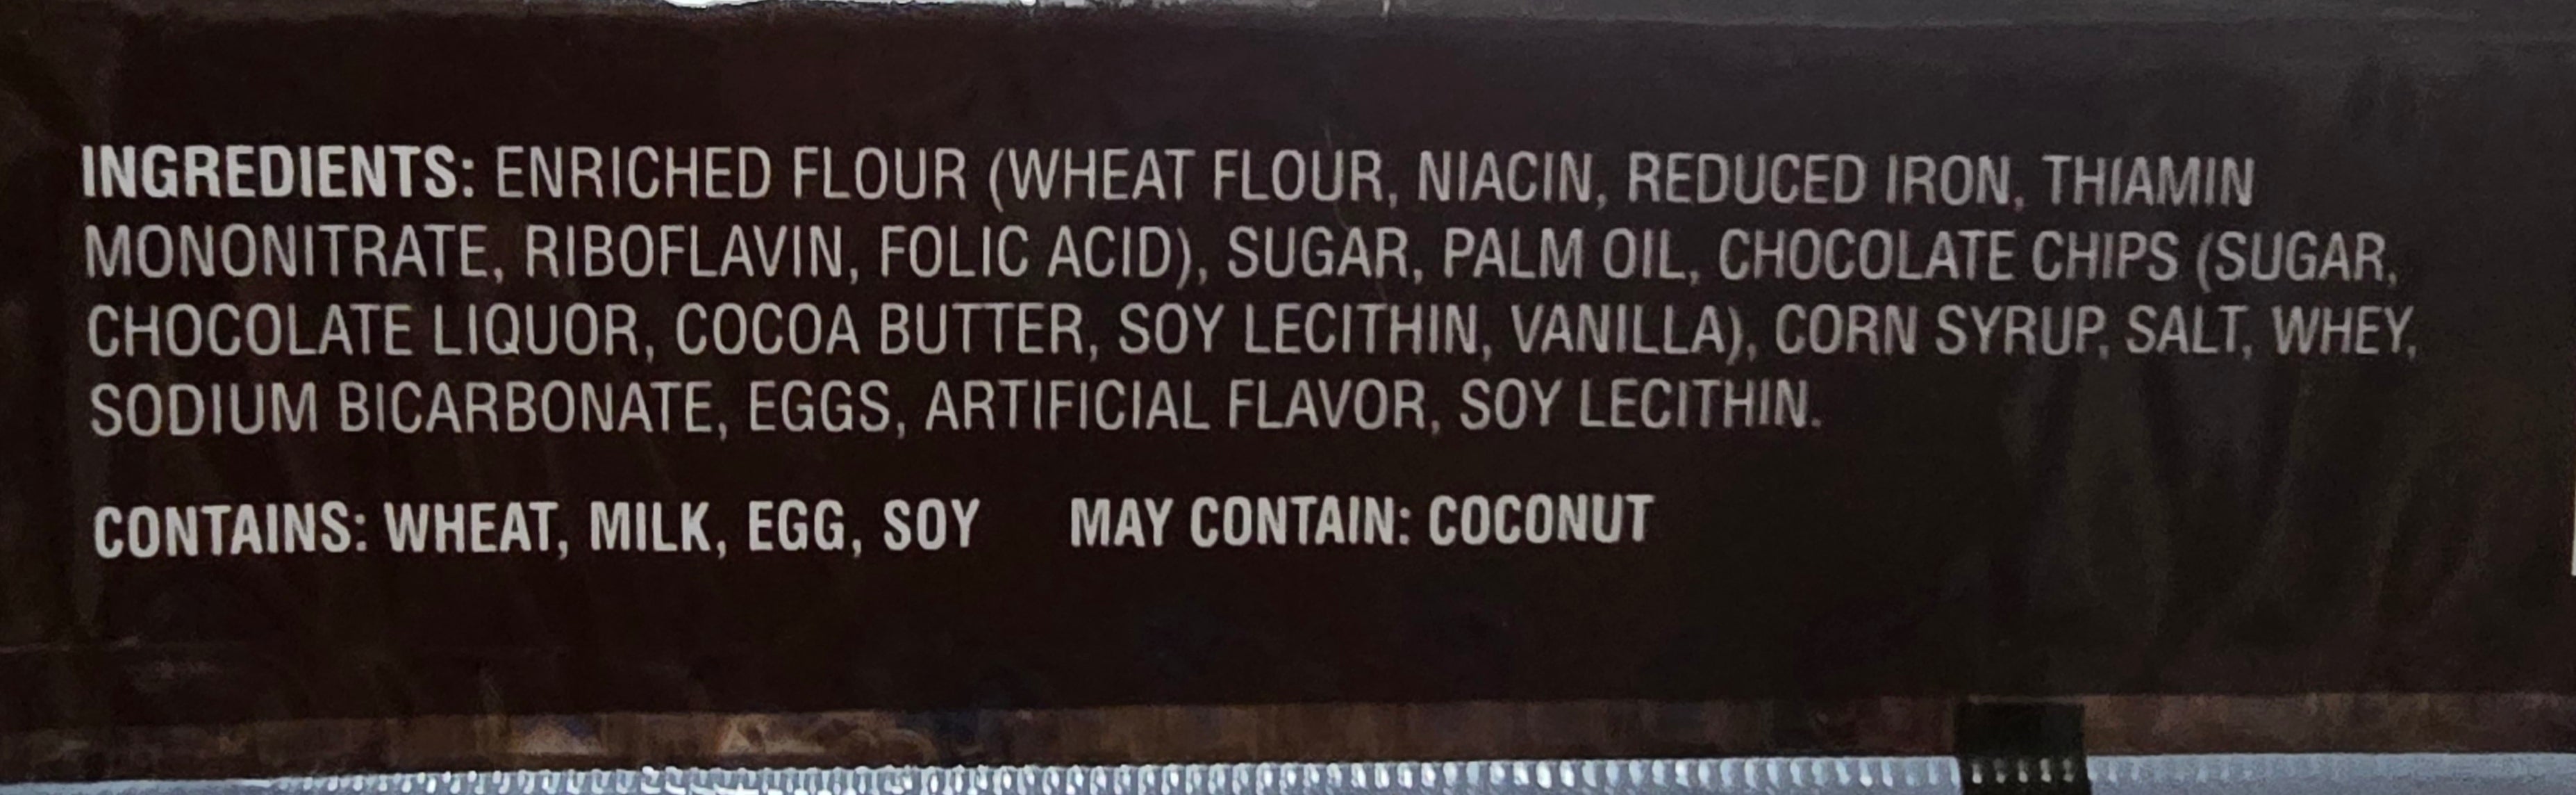 INGREDIENTS: ENRICHED FLOUR (WHEAT FLOUR, NIACIN, REDUCED IRON, THIAMIN
MONONITRATE, RIBOFLAVIN, FOLIC ACID), SUGAR, PALM OIL, CHOCOLATE CHIPS (SUGAR,
CHOCOLATE LIQUOR, COCOA BUTTER, SOY LECITHIN, VANILLA), CORN SYRUP, SALT, WHEY,
SODIUM BICARBONATE, EGGS, ARTIFICIAL FLAVOR, SOY LECITHIN.
CONTAINS: WHEAT, MILK, EGG, SOY MAY CONTAIN: COCONUT